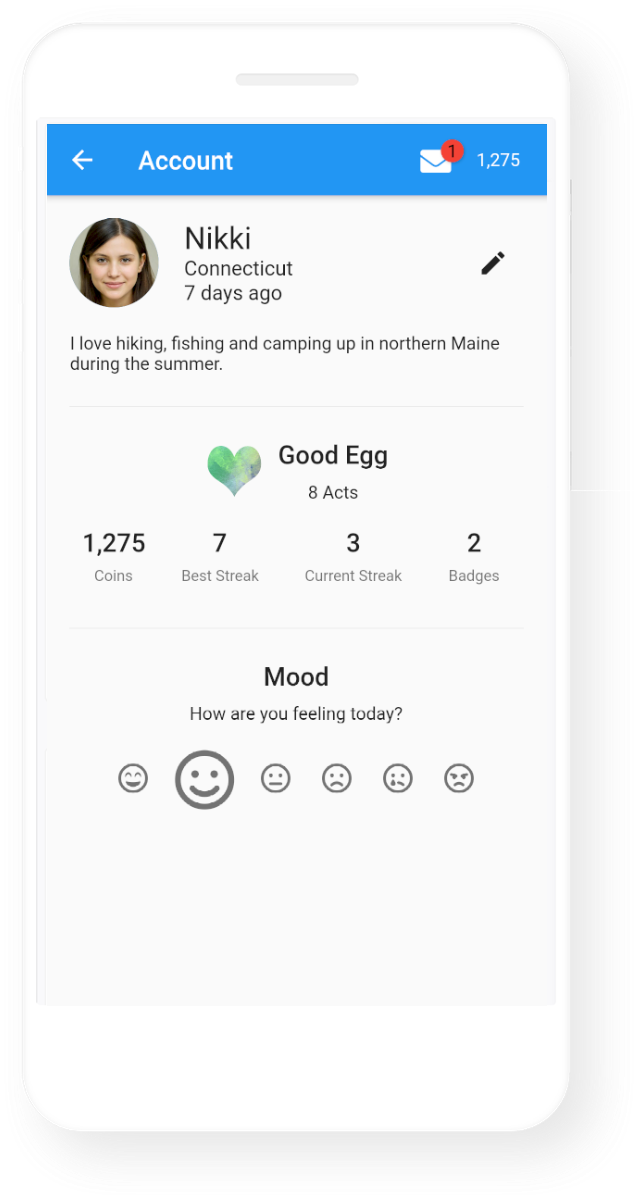 Account
1
1,275
Nikki
Connecticut
7 days ago
I love hiking, fishing and camping up in northern Maine
during the summer.
Good Egg
8 Acts
1,275 7 3 2
Coins Best Streak Current Streak Badges
Mood
How are you feeling today?